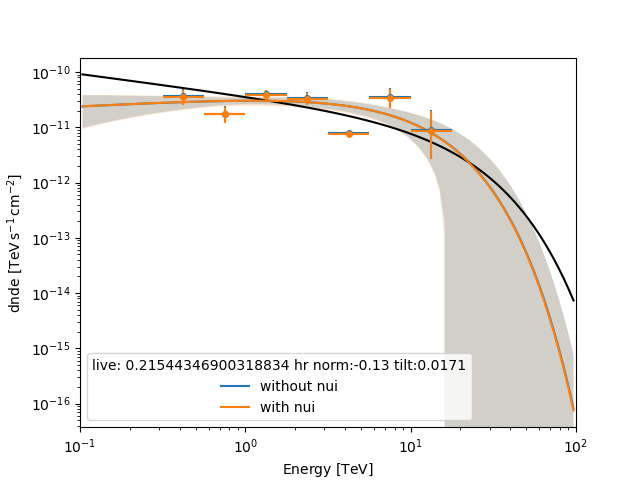 10⁻¹⁰
10⁻¹¹
10⁻¹²
10⁻¹³
10⁻¹⁴
10⁻¹⁵
10⁻¹⁶
dnde [TeV s⁻¹ cm⁻²]
live: 0.21544346900318834 hr norm:-0.13 tilt:0.0171
without nui
with nui
10⁻¹ 10⁰ 10¹ 10²
Energy [TeV]